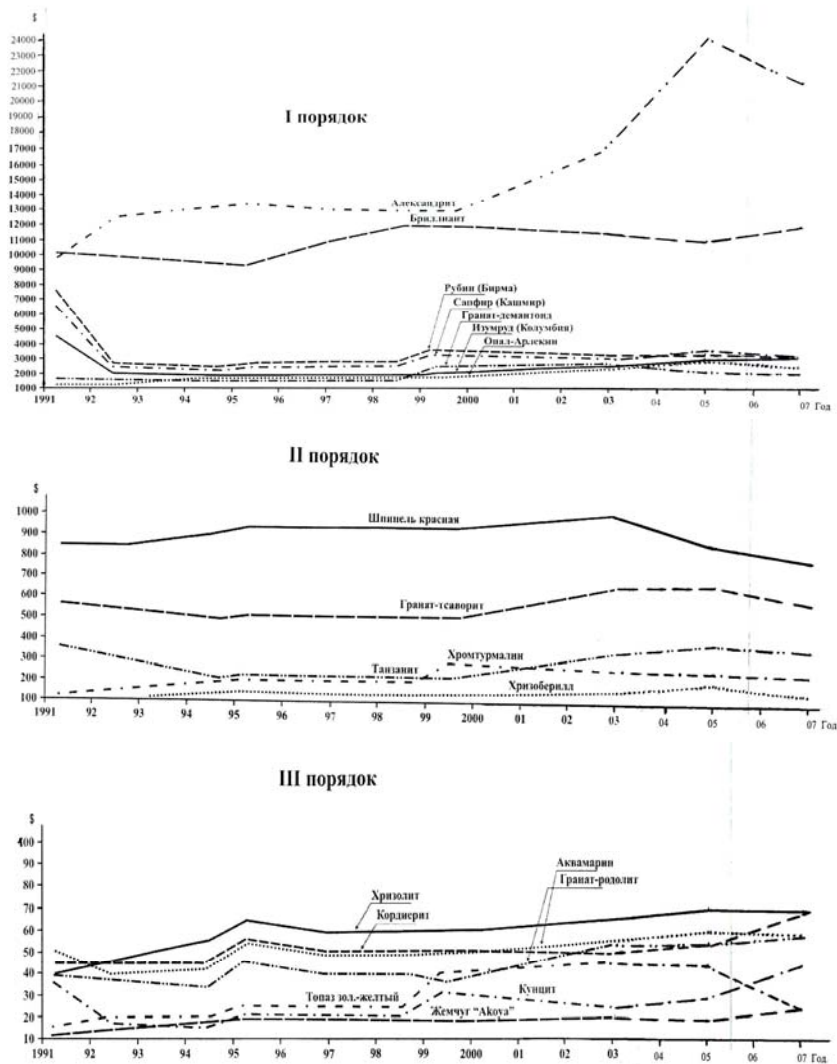 $
24000
23000
22000
21000
20000
19000
18000
17000
16000
15000
14000
13000
12000
11000
10000
9000
8000
7000
6000
5000
4000
3000
2000
1000
I порядок
Александрит
Бриллиант
Рубин (Бирма)
Сапфир (Кашмир)
Гранат-демантоид
Изумруд (Колумбия)
Опал-Арлекин
1991 92 93 94 95 96 97 98 99 2000 01 02 03 04 05 06 07 Год
II порядок
$
1000
900
800
700
600
500
400
300
200
100
Шпинель красная
Гранат-тсаворит
Хромтурмалин
Танзанит
Хризоберилл
1991 92 93 94 95 96 97 98 99 2000 01 02 03 04 05 06 07 Год
III порядок
$
100
90
80
70
60
50
40
30
20
10
Аквамарин
Гранат-родолит
Хризолит
Кордиерит
Топаз зол.-желтый
Кунцит
Жемчуг "Akoya"
1991 92 93 94 95 96 97 98 99 2000 01 02 03 04 05 06 07 Год